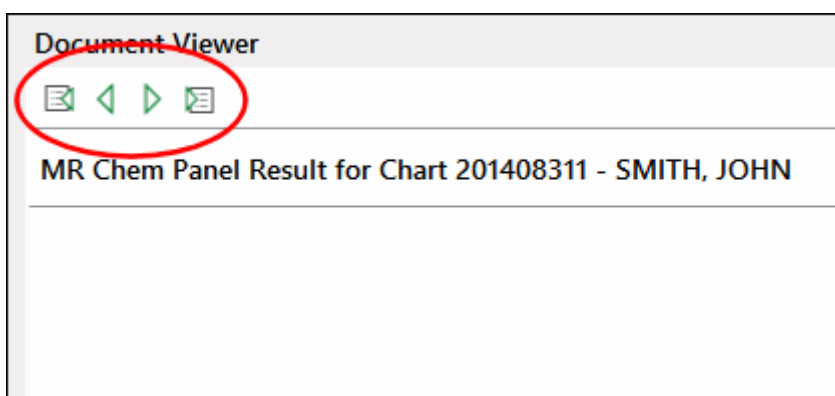 Document Viewer
MR Chem Panel Result for Chart 201408311 - SMITH, JOHN